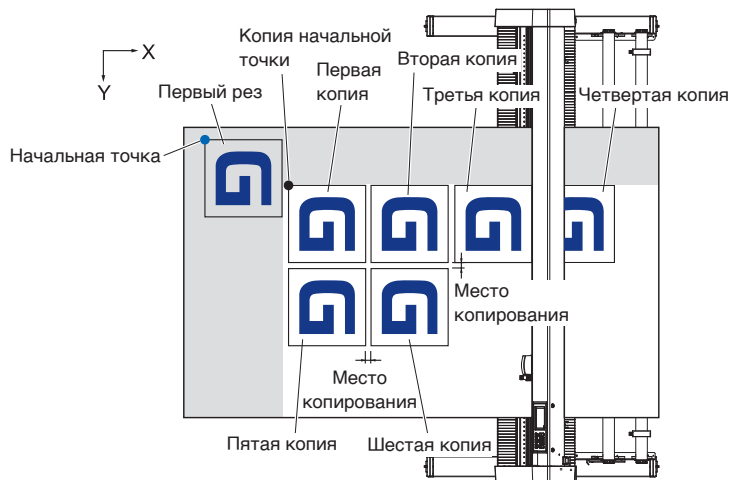 X
Y
Копия начальной
точки
Первая
копия
Вторая копия
Третья копия
Четвертая копия
Первый рез
Начальная точка
Место
копирования
Место
копирования
Пятая копия
Шестая копия